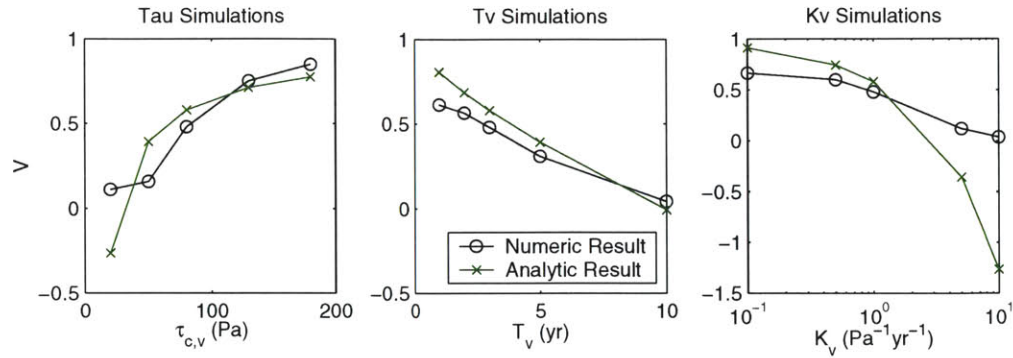 Tau Simulations
Tv Simulations
Kv Simulations
V
1
0.5
0
−0.5
0
100
200
τc,v (Pa)
1
0.5
0
−0.5
0
5
10
Tv (yr)
Numeric Result
Analytic Result
1
0.5
0
−0.5
−1
−1.5
10−1
100
101
Kv (Pa−1yr−1)